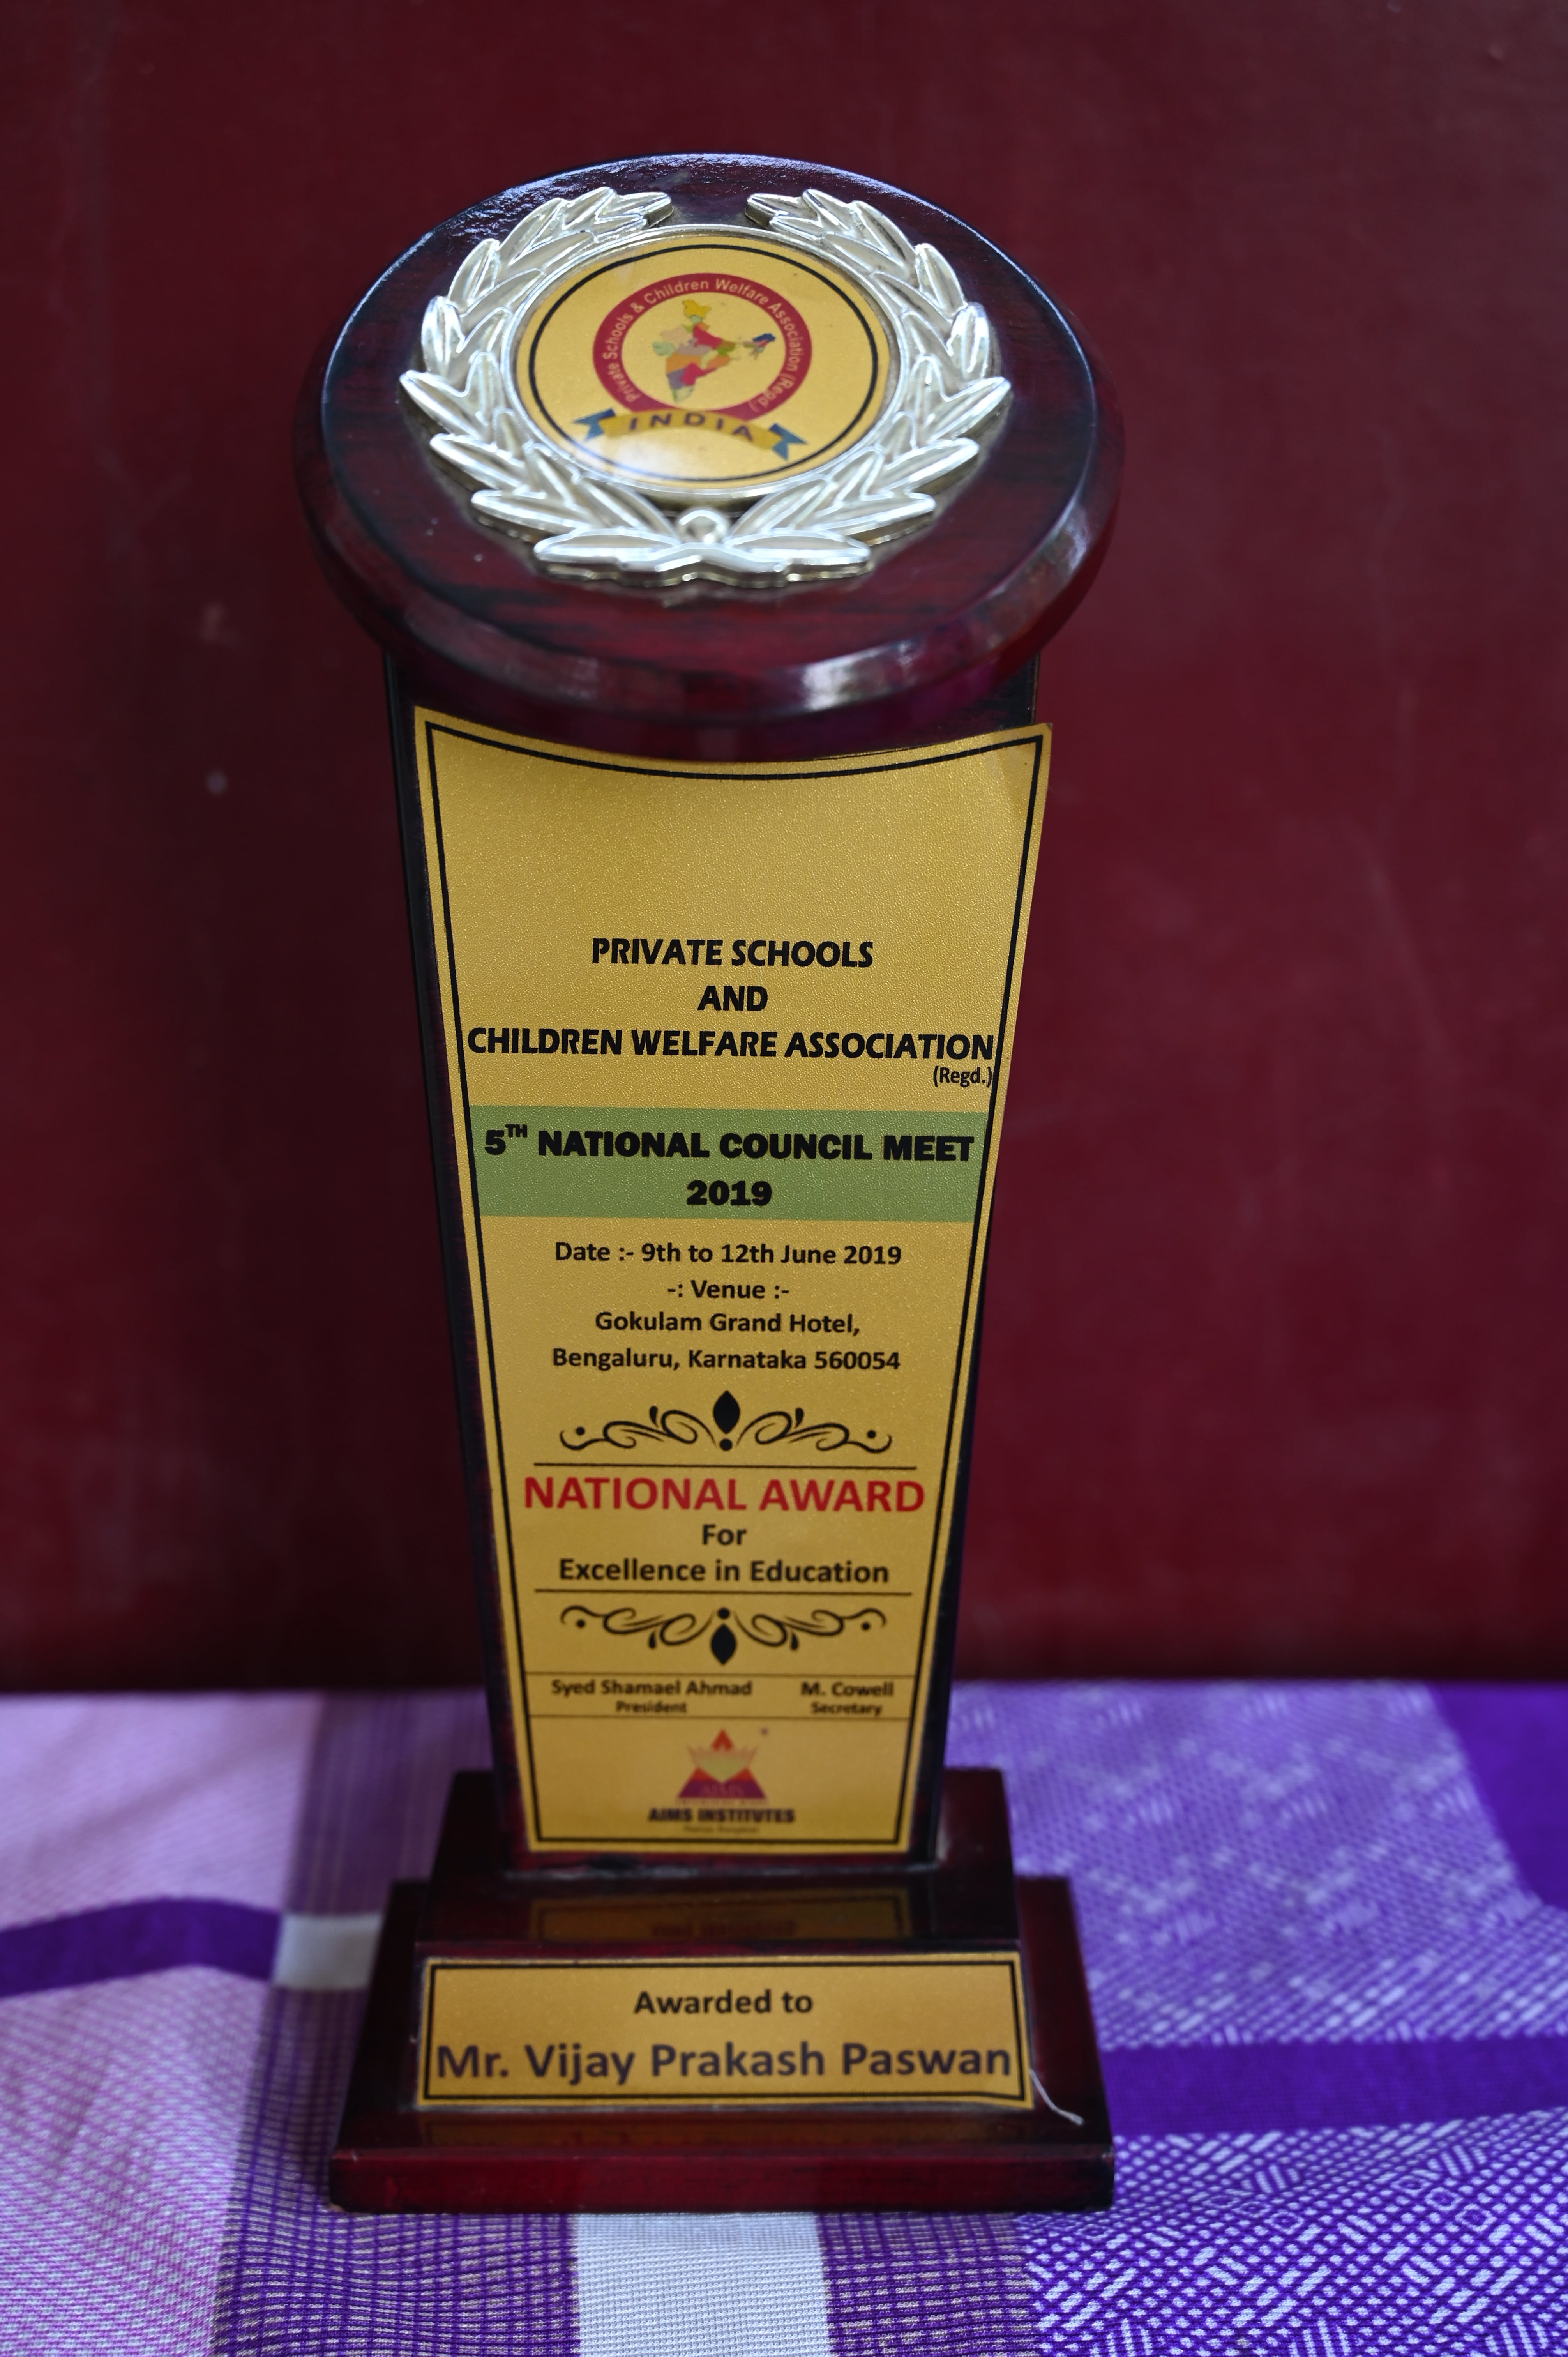 Private Schools & Children Welfare Association (Regd.)
INDIA
PRIVATE SCHOOLS
AND
CHILDREN WELFARE ASSOCIATION
(Regd.)
5TH NATIONAL COUNCIL MEET
2019
Date :- 9th to 12th June 2019
-: Venue :-
Gokulam Grand Hotel,
Bengaluru, Karnataka 560054
NATIONAL AWARD
For
Excellence in Education
Syed Shamael Ahmad M. Cowell
President Secretary
AIMS
AIMS INSTITUTES
Awarded to
Mr. Vijay Prakash Paswan